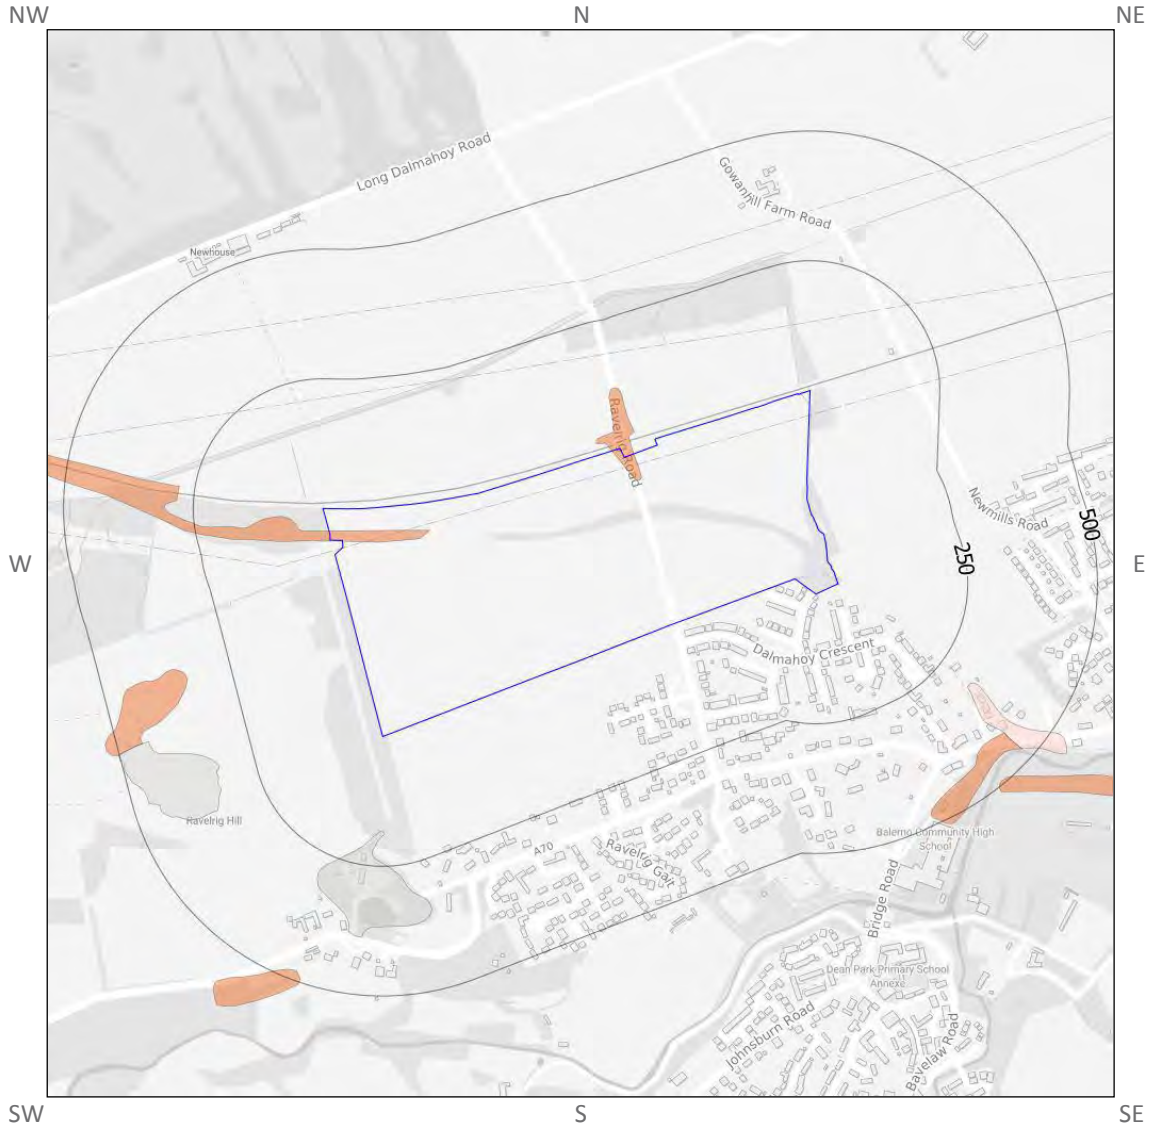 NW
N
NE
Long Dalmahoy Road
Gowanhill Farm Road
Newhouse
Ravelrig Road
Newmills Road
500
250
W
E
Dalmahoy Crescent
Ravelrig Hill
A70
Ravelrig Gait
Balerno Community High
School
Bridge Road
Dean Park Primary School
Annexe
Johnsburn Road
Bavelaw Road
SW
S
SE